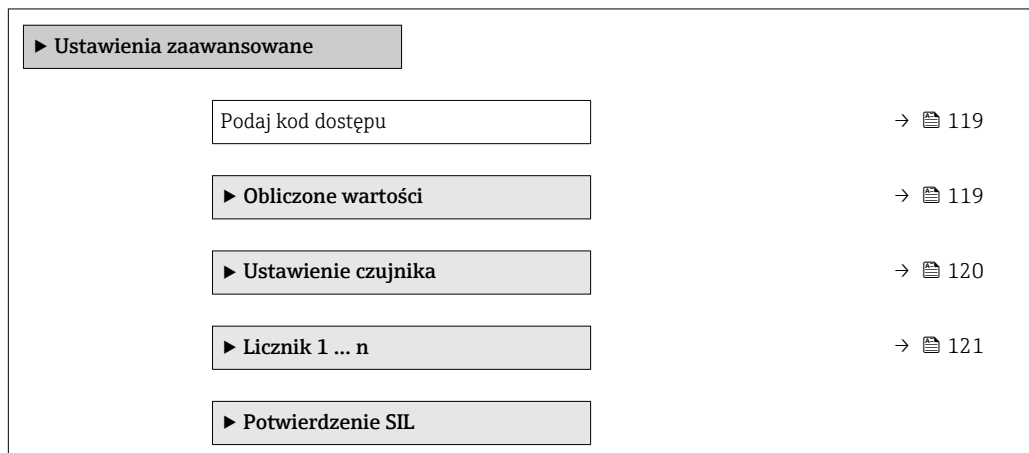 ▶ Ustawienia zaawansowane
Podaj kod dostępu → 119
▶ Obliczone wartości → 119
▶ Ustawienie czujnika → 120
▶ Licznik 1 ... n → 121
▶ Potwierdzenie SIL